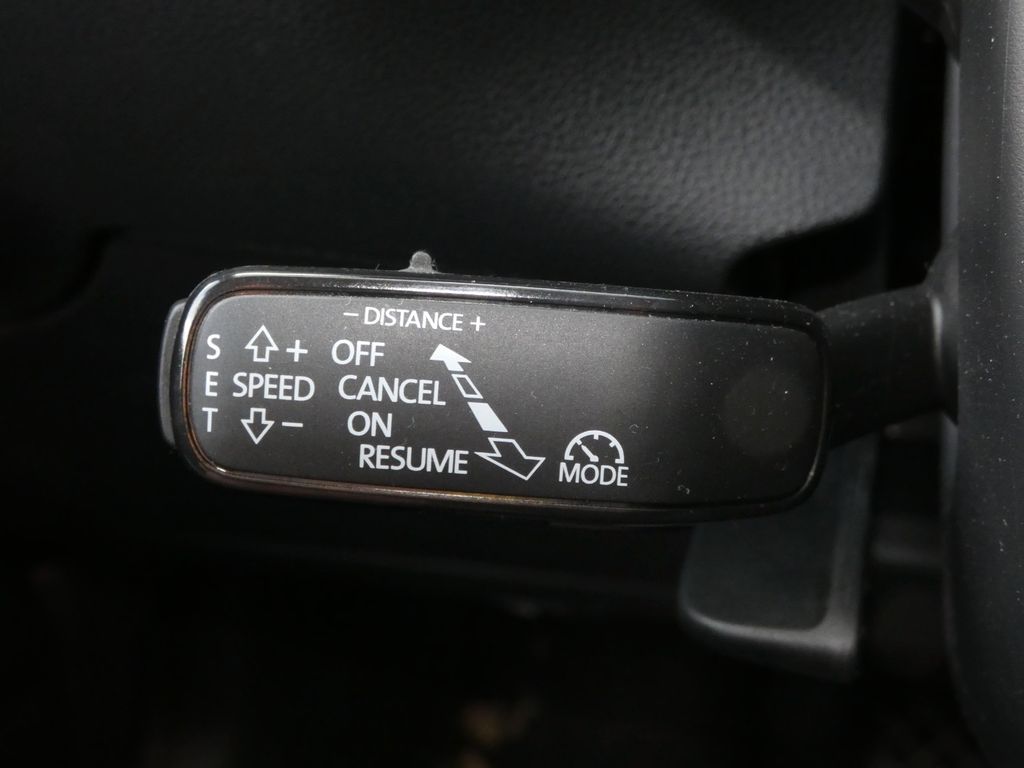 - DISTANCE +
S + OFF
E SPEED CANCEL
T - ON
RESUME
MODE